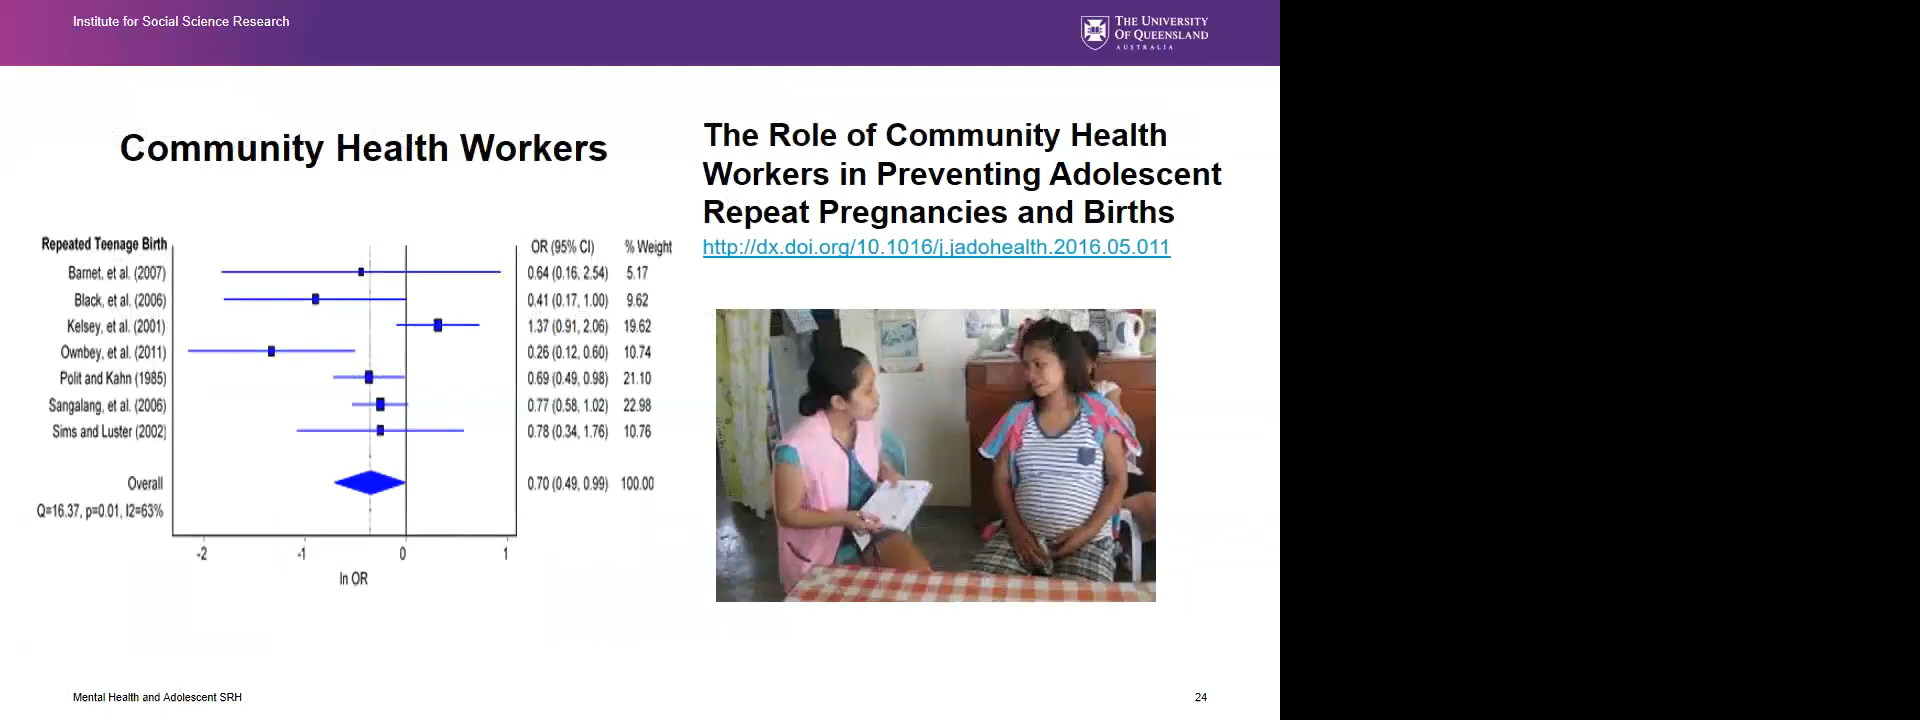 Institute for Social Science Research
THE UNIVERSITY
OF QUEENSLAND
AUSTRALIA
Community Health Workers
The Role of Community Health
Workers in Preventing Adolescent
Repeat Pregnancies and Births
http://dx.doi.org/10.1016/j.jadohealth.2016.05.011
Repeated Teenage Birth OR (95% CI) % Weight
Barnet, et al. (2007) 0.64 (0.16, 2.54) 5.17
Black, et al. (2006) 0.41 (0.17, 1.00) 9.62
Kelsey, et al. (2001) 1.37 (0.91, 2.06) 19.62
Ownbey, et al. (2011) 0.26 (0.12, 0.60) 10.74
Polit and Kahn (1985) 0.69 (0.49, 0.98) 21.10
Sangalang, et al. (2006) 0.77 (0.58, 1.02) 22.98
Sims and Luster (2002) 0.78 (0.34, 1.76) 10.76
Overall 0.70 (0.49, 0.99) 100.00
Q=16.37, p=0.01, I2=63%
-2 -1 0 1
ln OR
Mental Health and Adolescent SRH
24